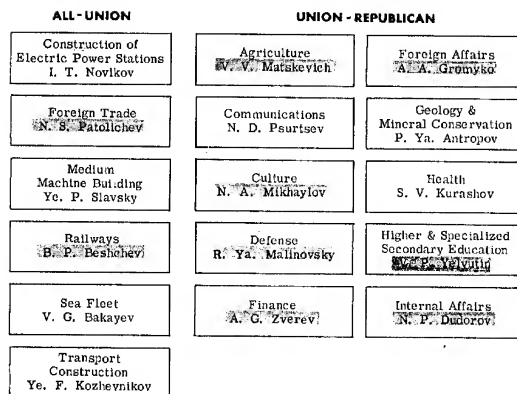 ALL-UNION
Construction of
Electric Power Stations
I. T. Novikov
Foreign Trade
N. S. Patolichev
Medium
Machine Building
Ye. P. Slavsky
Railways
B. P. Beshchev
Sea Fleet
V. G. Bakayev
Transport
Construction
Ye. F. Kozhevnikov
UNION-REPUBLICAN
Agriculture
V. V. Matskevich
Communications
N. D. Psurtsev
Culture
N. A. Mikhaylov
Defense
R. Ya. Malinovsky
Finance
A. G. Zverev
Foreign Affairs
A. A. Gromyko
Geology &
Mineral Conservation
P. Ya. Antropov
Health
S. V. Kurashov
Higher & Specialized
Secondary Education
V. P. Yelyutin
Internal Affairs
N. P. Dudorov